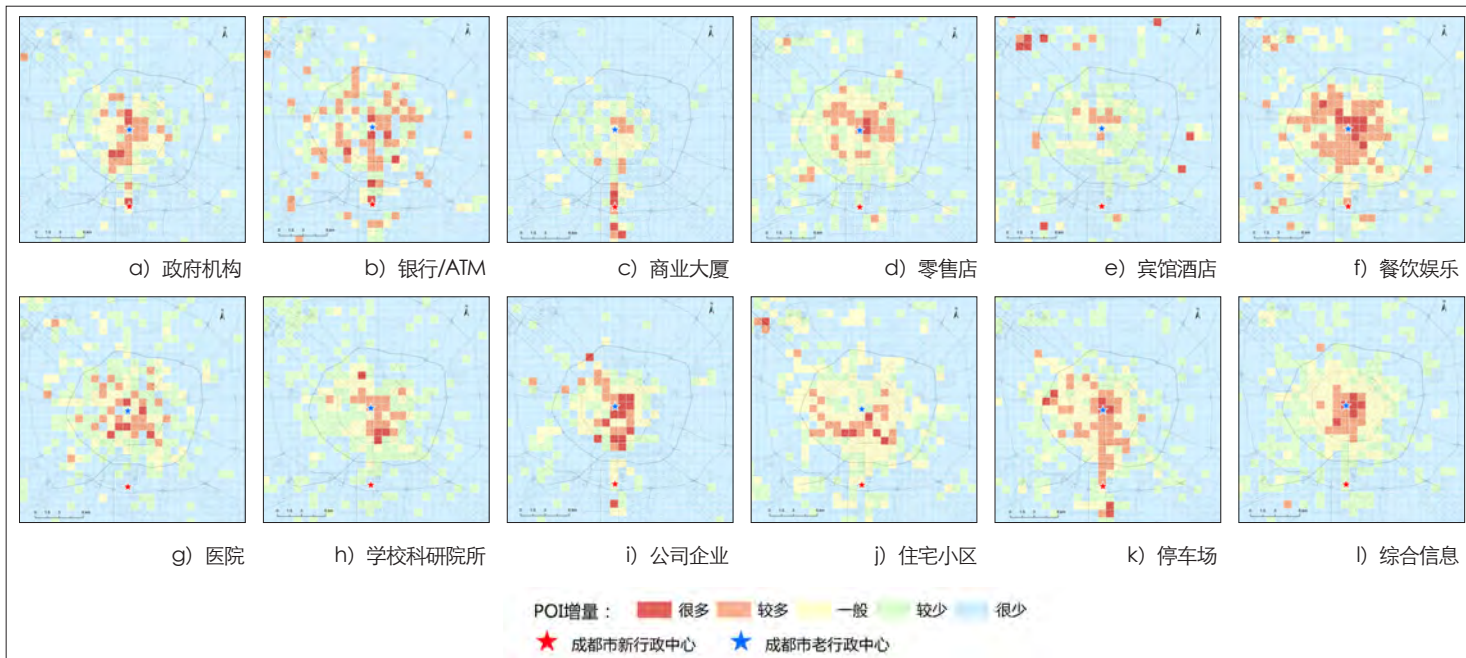 a）政府机构
b）银行/ATM
c）商业大厦
d）零售店
e）宾馆酒店
f）餐饮娱乐
g）医院
h）学校科研院所
i）公司企业
j）住宅小区
k）停车场
l）综合信息
POI增量： 很多 较多 一般 较少 很少
成都市新行政中心 成都市老行政中心